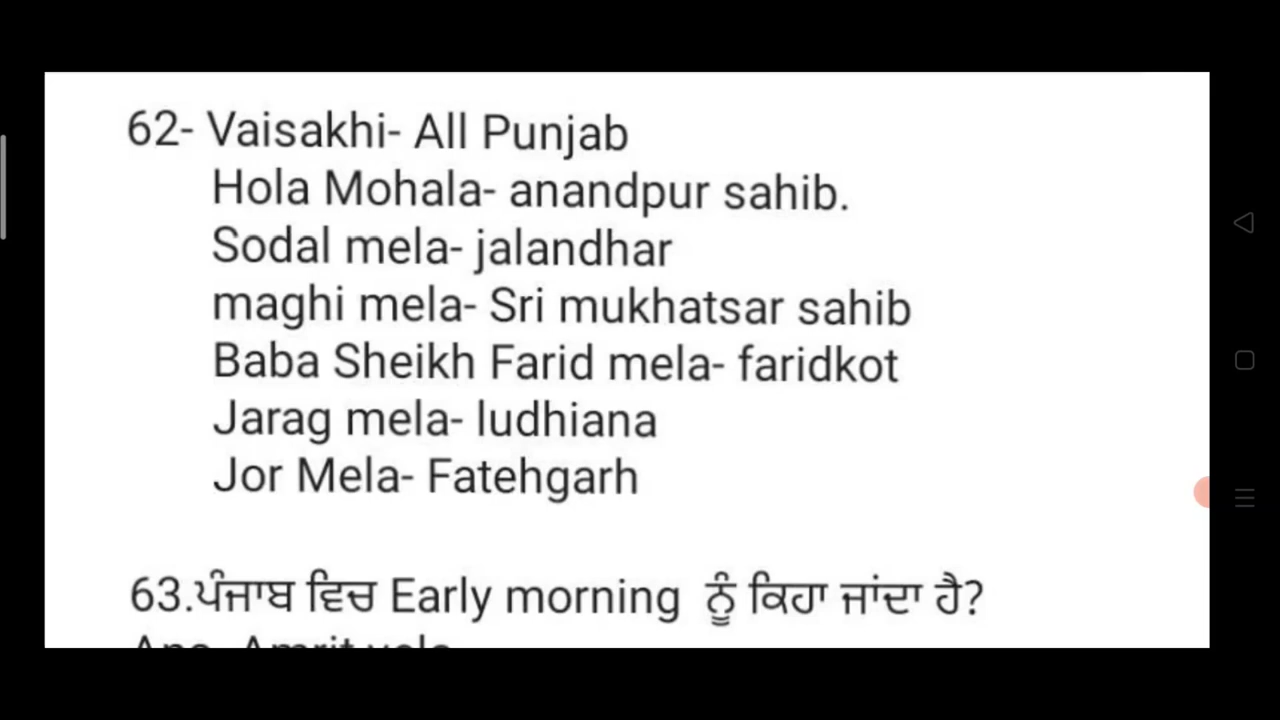 62- Vaisakhi- All Punjab
Hola Mohala- anandpur sahib.
Sodal mela- jalandhar
maghi mela- Sri mukhatsar sahib
Baba Sheikh Farid mela- faridkot
Jarag mela- ludhiana
Jor Mela- Fatehgarh
63.ਪੰਜਾਬ ਵਿਚ Early morning ਨੂੰ ਕਿਹਾ ਜਾਂਦਾ ਹੈ?